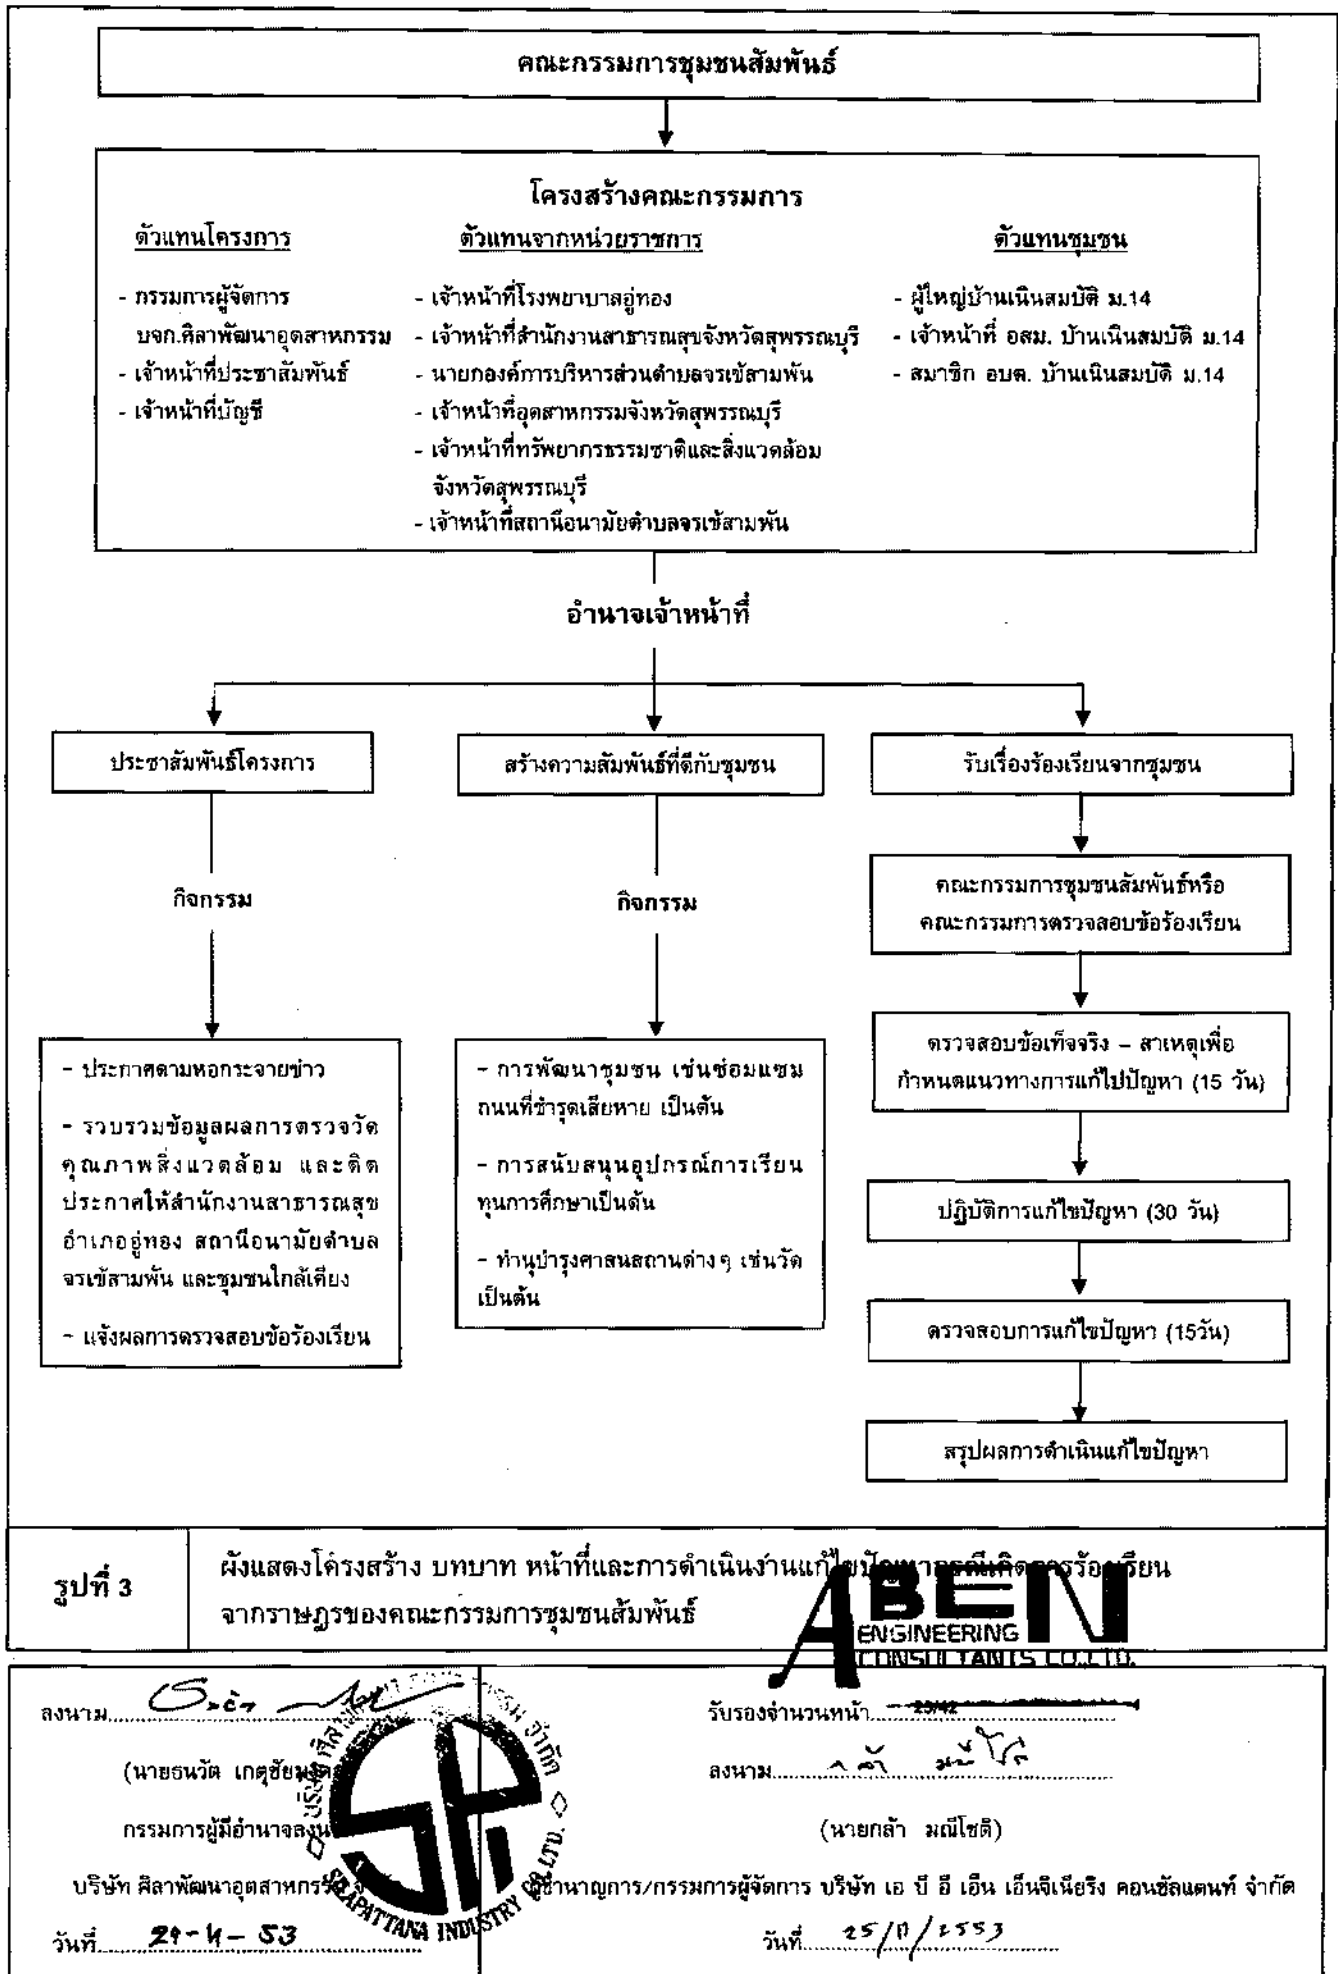 คณะกรรมการชุมชนสัมพันธ์
โครงสร้างคณะกรรมการ
ตัวแทนโครงการ
- กรรมการผู้จัดการ
บจก.ศิลาพัฒนาอุตสาหกรรม
- เจ้าหน้าที่ประชาสัมพันธ์
- เจ้าหน้าที่บัญชี
ตัวแทนจากหน่วยราชการ
- เจ้าหน้าที่โรงพยาบาลอู่ทอง
- เจ้าหน้าที่สำนักงานสาธารณสุขจังหวัดสุพรรณบุรี
- นายกองค์การบริหารส่วนตำบลจรเข้สามพัน
- เจ้าหน้าที่อุตสาหกรรมจังหวัดสุพรรณบุรี
- เจ้าหน้าที่ทรัพยากรธรรมชาติและสิ่งแวดล้อม
จังหวัดสุพรรณบุรี
- เจ้าหน้าที่สถานีอนามัยตำบลจรเข้สามพัน
ตัวแทนชุมชน
- ผู้ใหญ่บ้านเนินสมบัติ ม.14
- เจ้าหน้าที่ อสม. บ้านเนินสมบัติ ม.14
- สมาชิก อบต. บ้านเนินสมบัติ ม.14
อำนาจเจ้าหน้าที่
ประชาสัมพันธ์โครงการ
กิจกรรม
- ประกาศตามหอกระจายข่าว
- รวบรวมข้อมูลผลการตรวจวัด
คุณภาพสิ่งแวดล้อม และติด
ประกาศให้สำนักงานสาธารณสุข
อำเภออู่ทอง สถานีอนามัยตำบล
จรเข้สามพัน และชุมชนใกล้เคียง
- แจ้งผลการตรวจสอบข้อร้องเรียน
สร้างความสัมพันธ์ที่ดีกับชุมชน
กิจกรรม
- การพัฒนาชุมชน เช่นซ่อมแซม
ถนนที่ชำรุดเสียหาย เป็นต้น
- การสนับสนุนอุปกรณ์การเรียน
ทุนการศึกษาเป็นต้น
- ทำนุบำรุงศาสนสถานต่างๆ เช่นวัด
เป็นต้น
รับเรื่องร้องเรียนจากชุมชน
คณะกรรมการชุมชนสัมพันธ์หรือ
คณะกรรมการตรวจสอบข้อร้องเรียน
ตรวจสอบข้อเท็จจริง – สาเหตุเพื่อ
กำหนดแนวทางการแก้ไปปัญหา (15 วัน)
ปฏิบัติการแก้ไขปัญหา (30 วัน)
ตรวจสอบการแก้ไขปัญหา (15วัน)
สรุปผลการดำเนินแก้ไขปัญหา
รูปที่ 3
ผังแสดงโครงสร้าง บทบาท หน้าที่และการดำเนินงานแก้ไขปัญหากรณีเกิดการร้องเรียน
จากราษฎรของคณะกรรมการชุมชนสัมพันธ์
ABEN
ENGINEERING
CONSULTANTS CO.,LTD.
ลงนาม
(นายธนวัต
กรรมการผู้มีอำนาจลงน
บริษัท ศิลาพัฒนาอุตสาหกรร
วันที่ 29-4-53
SILAPATTANA INDUSTRY CO.,LTD.
รับรองจำนวนหน้า
ลงนาม
(นายกล้า มณีโชติ)
ชำนาญการ/กรรมการผู้จัดการ บริษัท เอ บี อี เอ็น เอ็นจิเนียริง คอนซัลแตนท์ จำกัด
วันที่ 25/11/2553